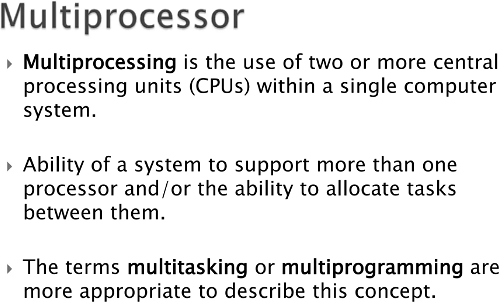 Multiprocessor
Multiprocessing is the use of two or more central
processing units (CPUs) within a single computer
system.
Ability of a system to support more than one
processor and/or the ability to allocate tasks
between them.
The terms multitasking or multiprogramming are
more appropriate to describe this concept.